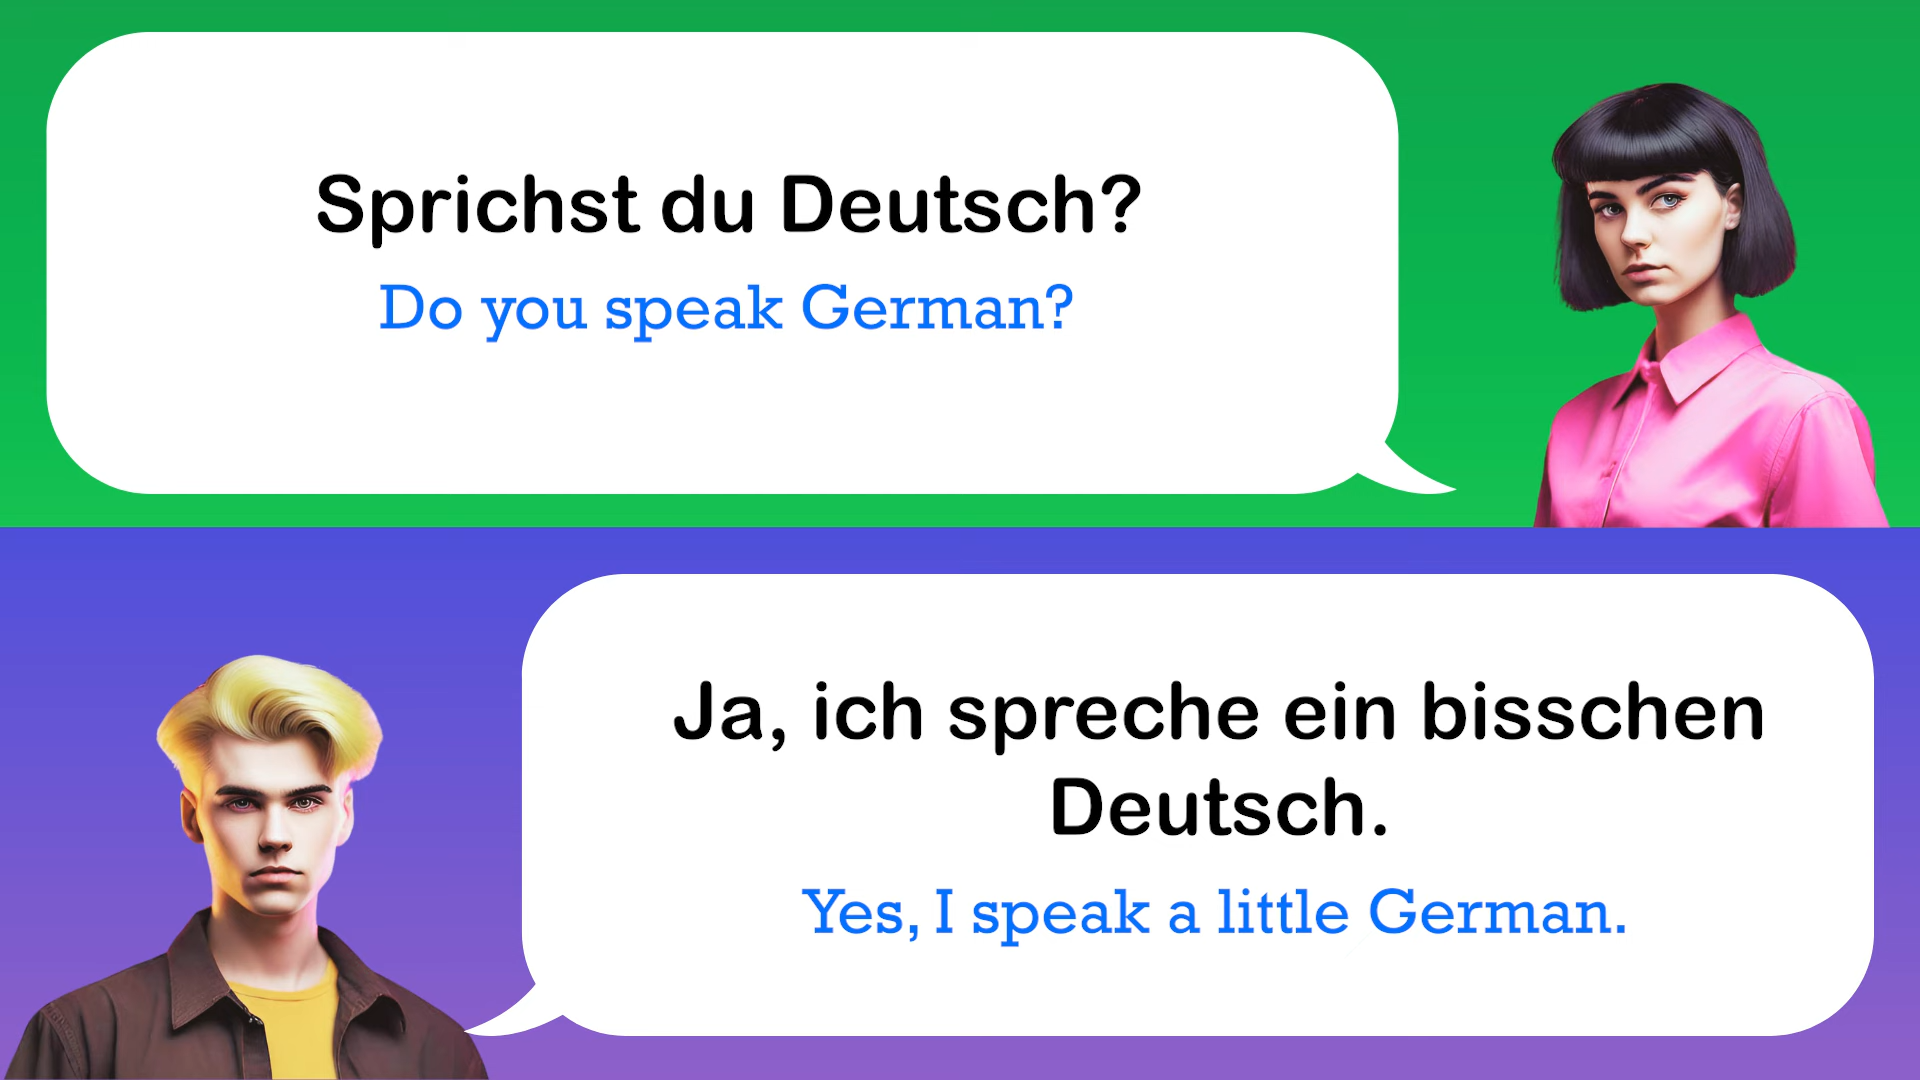 Sprichst du Deutsch?
Do you speak German?
Ja, ich spreche ein bisschen
Deutsch.
Yes, I speak a little German.